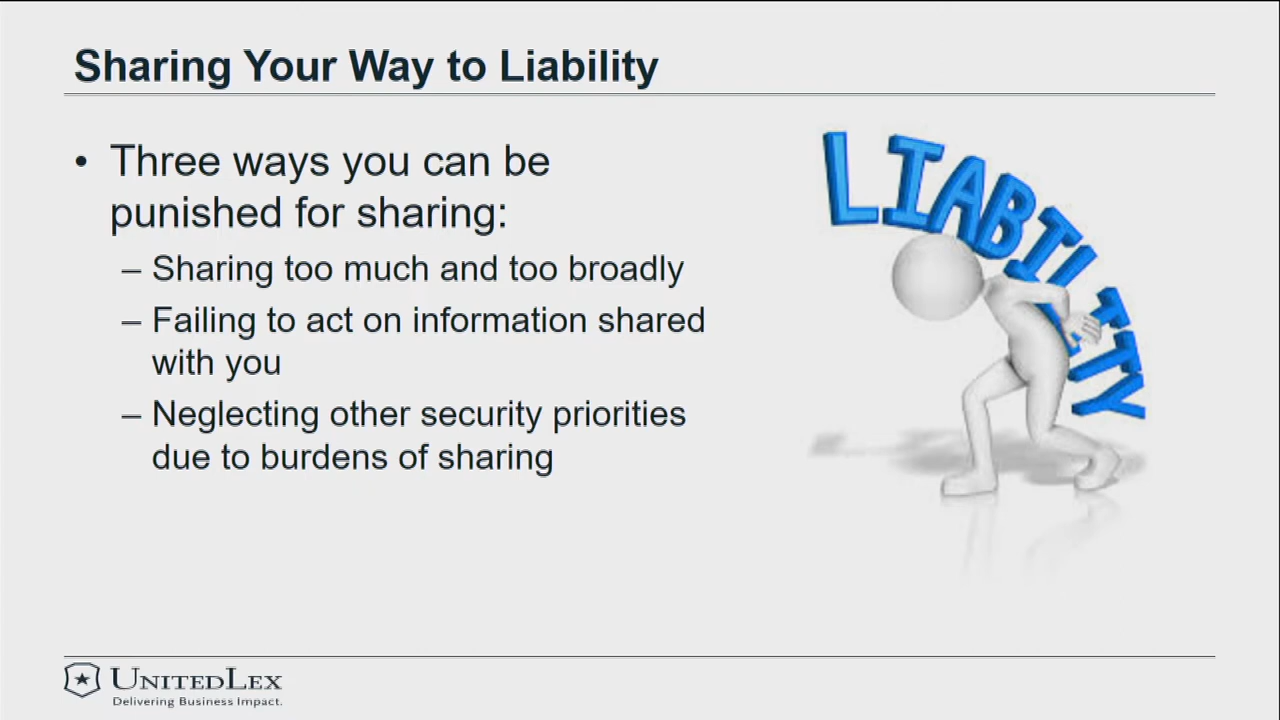 Sharing Your Way to Liability
• Three ways you can be
punished for sharing:
– Sharing too much and too broadly
– Failing to act on information shared
with you
– Neglecting other security priorities
due to burdens of sharing
LIABILITY
UNITEDLEX
Delivering Business Impact.